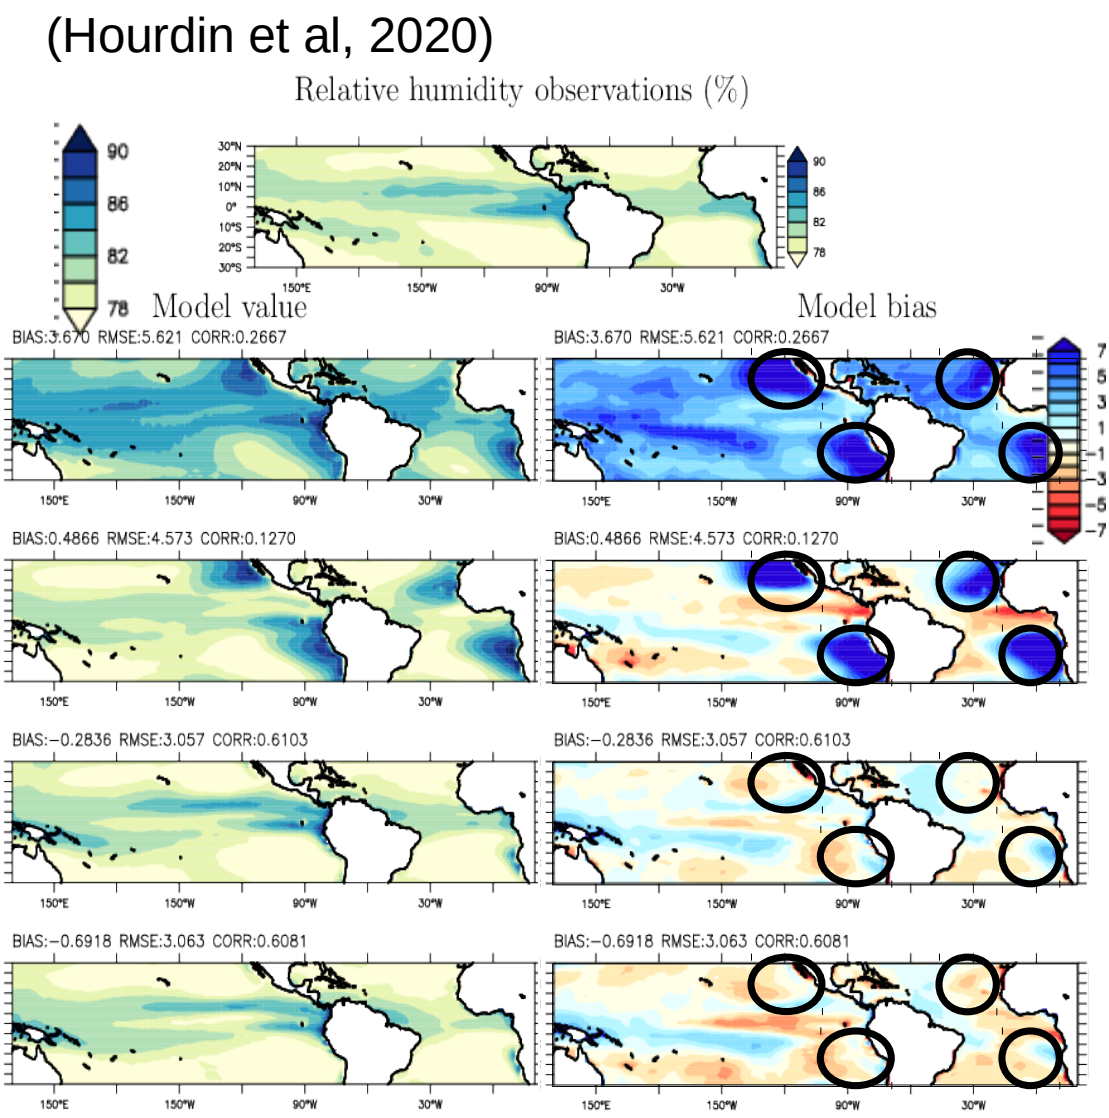 (Hourdin et al, 2020)
Relative humidity observations (%)
90
86
82
78
30°N
20°N
10°N
0°
10°S
20°S
30°S
90
86
82
78
150°E 150°W 90°W 30°W
Model value Model bias
BIAS:3.670 RMSE:5.621 CORR:0.2667 BIAS:3.670 RMSE:5.621 CORR:0.2667
7
5
3
1
-1
-3
-5
-7
150°E 150°W 90°W 30°W 150°E 150°W 90°W 30°W
BIAS:0.4866 RMSE:4.573 CORR:0.1270 BIAS:0.4866 RMSE:4.573 CORR:0.1270
150°E 150°W 90°W 30°W 150°E 150°W 90°W 30°W
BIAS:-0.2836 RMSE:3.057 CORR:0.6103 BIAS:-0.2836 RMSE:3.057 CORR:0.6103
150°E 150°W 90°W 30°W 150°E 150°W 90°W 30°W
BIAS:-0.6918 RMSE:3.063 CORR:0.6081 BIAS:-0.6918 RMSE:3.063 CORR:0.6081
150°E 150°W 90°W 30°W 150°E 150°W 90°W 30°W